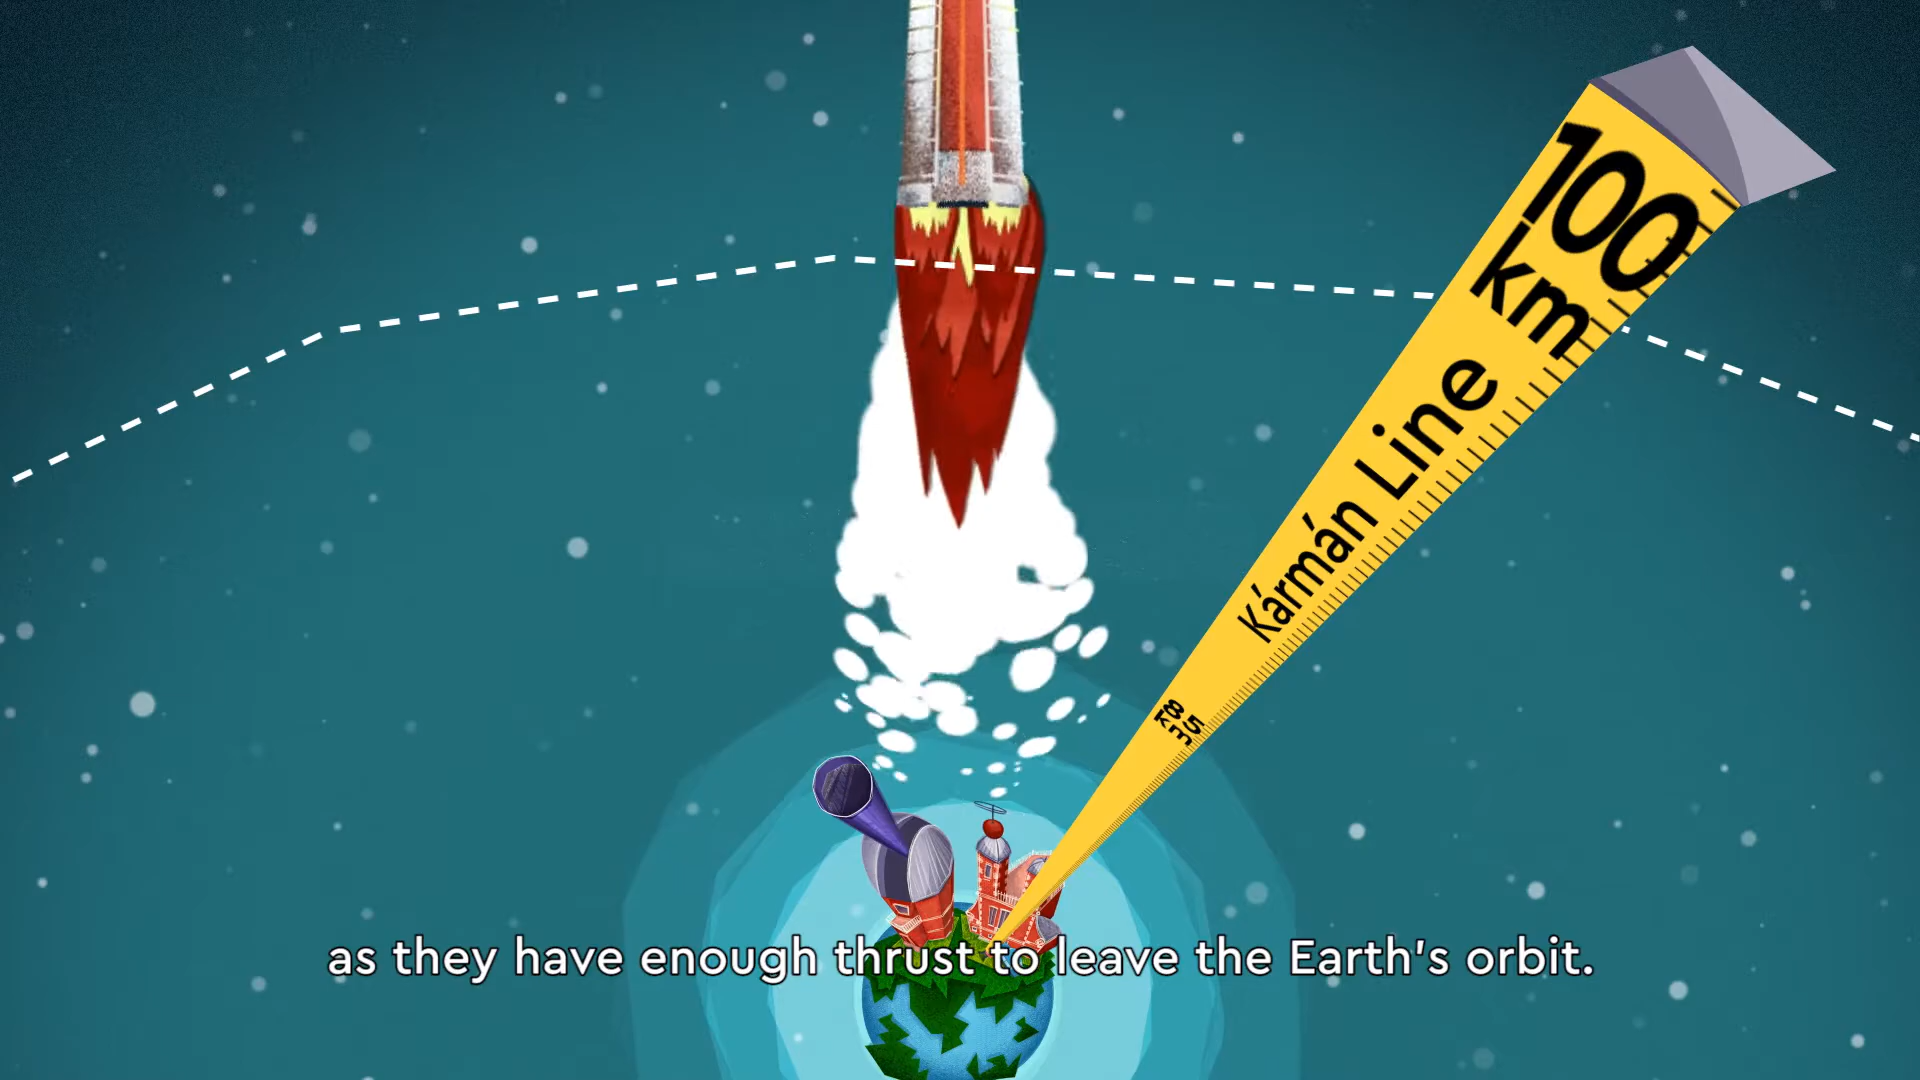 100
km
Kármán Line
as they have enough thrust to leave the Earth's orbit.